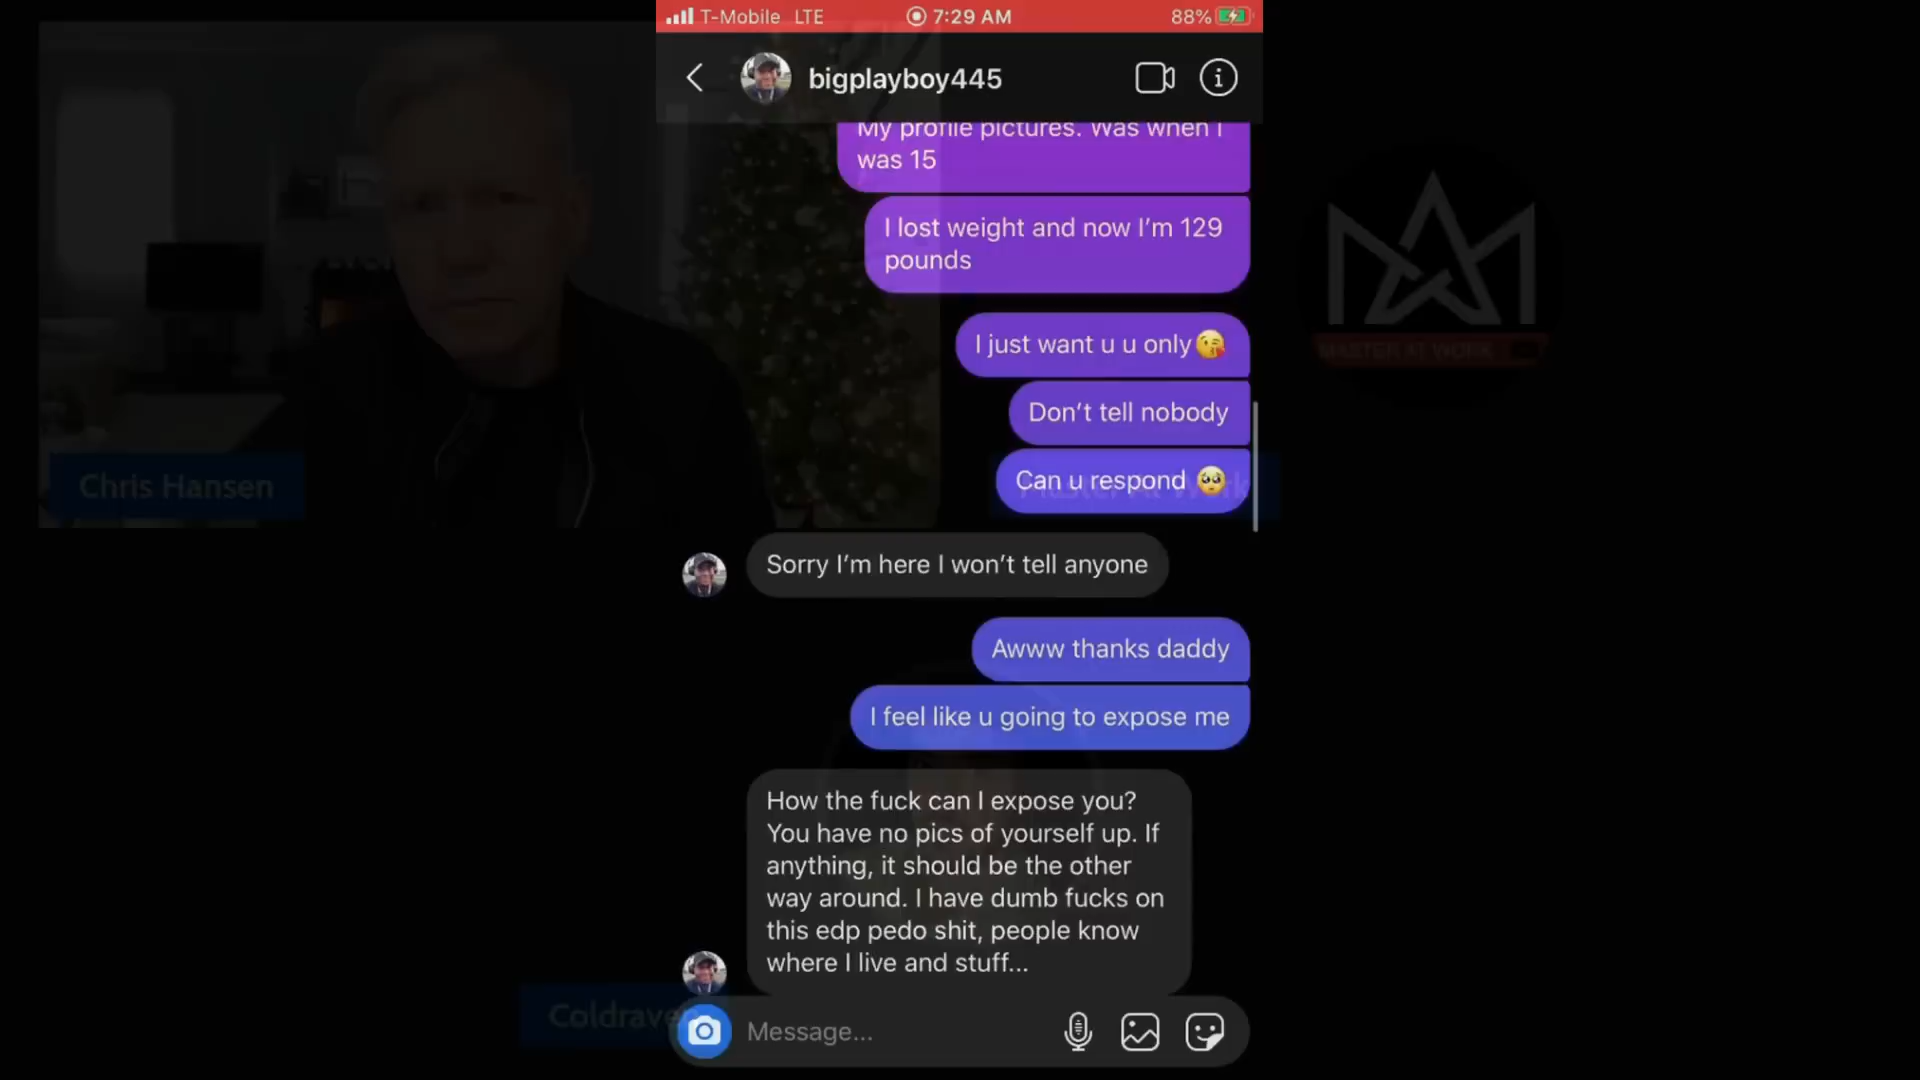 T-Mobile LTE 7:29 AM 88%
bigplayboy445
My profile pictures. Was when I
was 15
I lost weight and now I'm 129
pounds
I just want u u only
Don't tell nobody
Chris Hansen
Can u respond
Sorry I'm here I won't tell anyone
Awww thanks daddy
I feel like u going to expose me
How the fuck can I expose you?
You have no pics of yourself up. If
anything, it should be the other
way around. I have dumb fucks on
this edp pedo shit, people know
where I live and stuff...
Coldraven
Message...
MASTER AT WORK